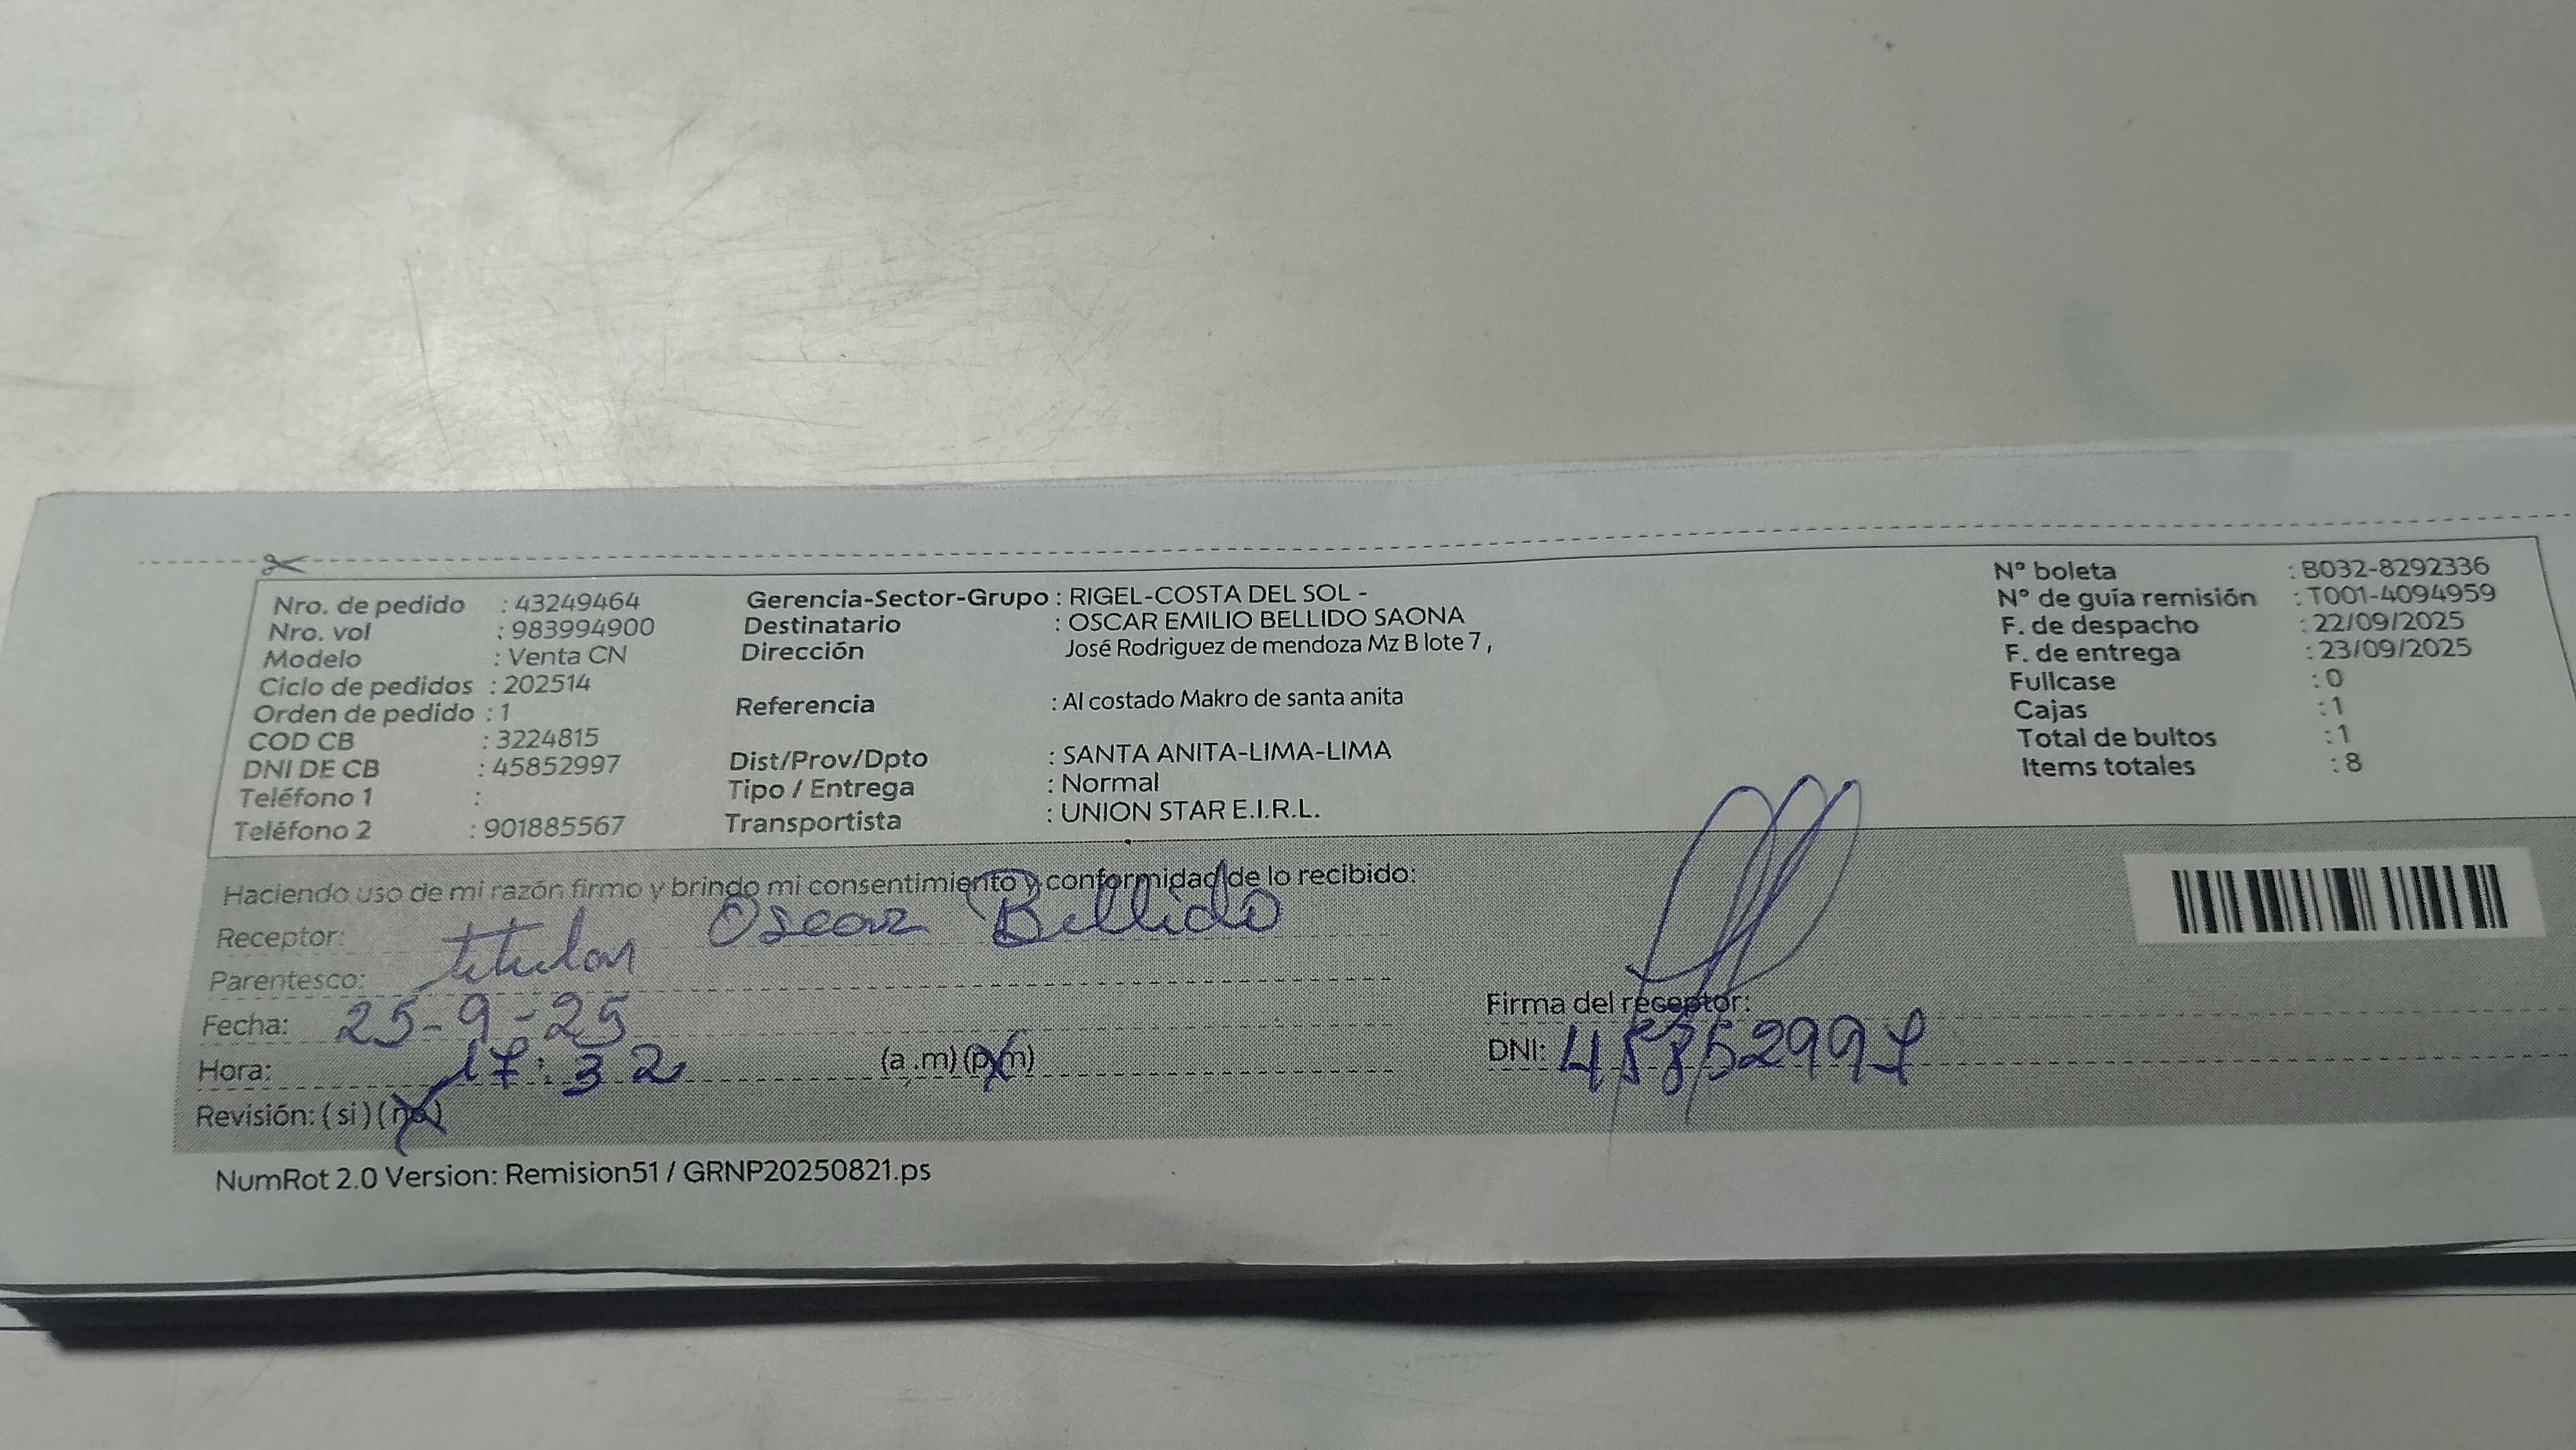 Nro. de pedido : 43249464
Nro. vol : 983994900
Modelo : Venta CN
Ciclo de pedidos : 202514
Orden de pedido : 1
COD CB : 3224815
DNI DE CB : 45852997
Teléfono 1 :
Teléfono 2 : 901885567
Gerencia-Sector-Grupo : RIGEL-COSTA DEL SOL -
Destinatario : OSCAR EMILIO BELLIDO SAONA
Dirección José Rodriguez de mendoza Mz B lote 7 ,
Referencia : Al costado Makro de santa anita
Dist/Prov/Dpto : SANTA ANITA-LIMA-LIMA
Tipo / Entrega : Normal
Transportista : UNION STAR E.I.R.L.
N° boleta : B032-8292336
N° de guía remisión : T001-4094959
F. de despacho : 22/09/2025
F. de entrega : 23/09/2025
Fullcase : 0
Cajas : 1
Total de bultos : 1
Items totales : 8
Haciendo uso de mi razón firmo y brindo mi consentimiento y conformidad de lo recibido:
Receptor: Oscar Bellido
Parentesco: titular
Fecha: 25-9-25
Hora: 17:32 (a .m) (p.m)
Revisión: ( si ) ( no )
Firma del receptor:
DNI: 45852997
NumRot 2.0 Version: Remision51 / GRNP20250821.ps